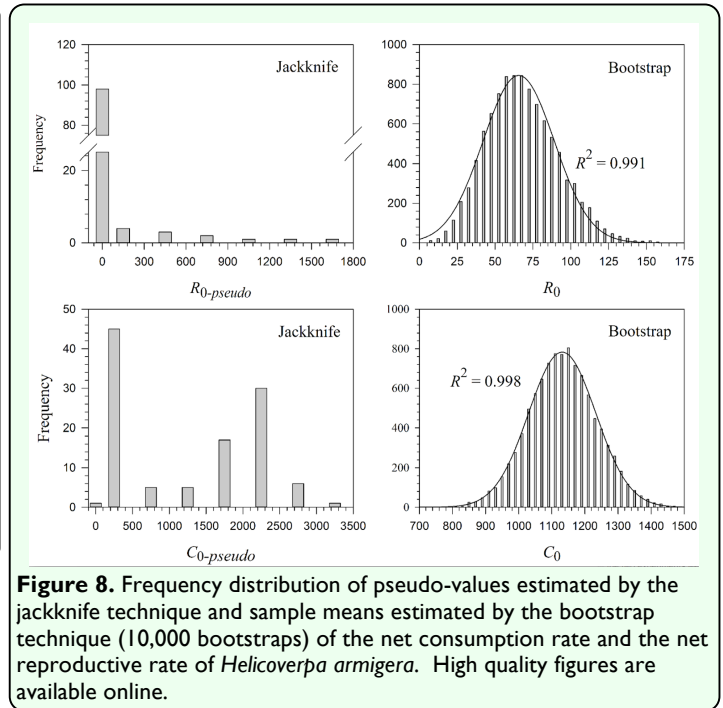 Jackknife
Frequency
120
100
80
20
0
0 300 600 900 1200 1500 1800
R0-pseudo
Bootstrap
R2 = 0.991
1000
800
600
400
200
0
0 25 50 75 100 125 150 175
R0
Jackknife
Frequency
50
40
30
20
10
0
0 500 1000 1500 2000 2500 3000 3500
C0-pseudo
Bootstrap
R2 = 0.998
1000
800
600
400
200
0
700 800 900 1000 1100 1200 1300 1400 1500
C0
Figure 8. Frequency distribution of pseudo-values estimated by the
jackknife technique and sample means estimated by the bootstrap
technique (10,000 bootstraps) of the net consumption rate and the net
reproductive rate of Helicoverpa armigera. High quality figures are
available online.